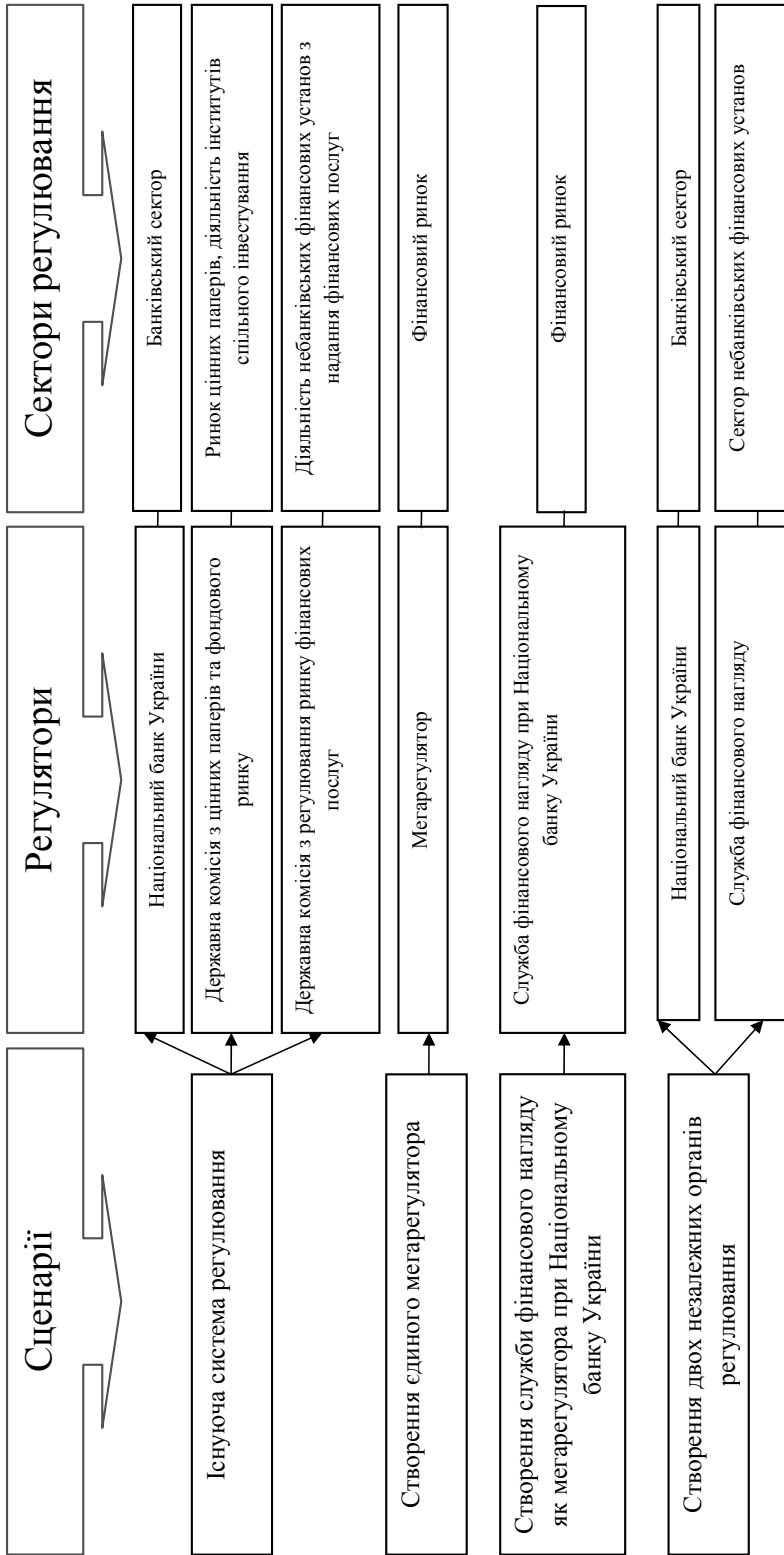 Сценарії
Регулятори
Сектори регулювання
Існуюча система регулювання
Національний банк України
Банківський сектор
Державна комісія з цінних паперів та фондового
ринку
Ринок цінних паперів, діяльність інститутів
спільного інвестування
Державна комісія з регулювання ринку фінансових
послуг
Діяльність небанківських фінансових установ з
надання фінансових послуг
Створення єдиного мегарегулятора
Мегарегулятор
Фінансовий ринок
Створення служби фінансового нагляду
як мегарегулятора при Національному
банку України
Служба фінансового нагляду при Національному
банку України
Фінансовий ринок
Створення двох незалежних органів
регулювання
Національний банк України
Банківський сектор
Служба фінансового нагляду
Сектор небанківських фінансових установ